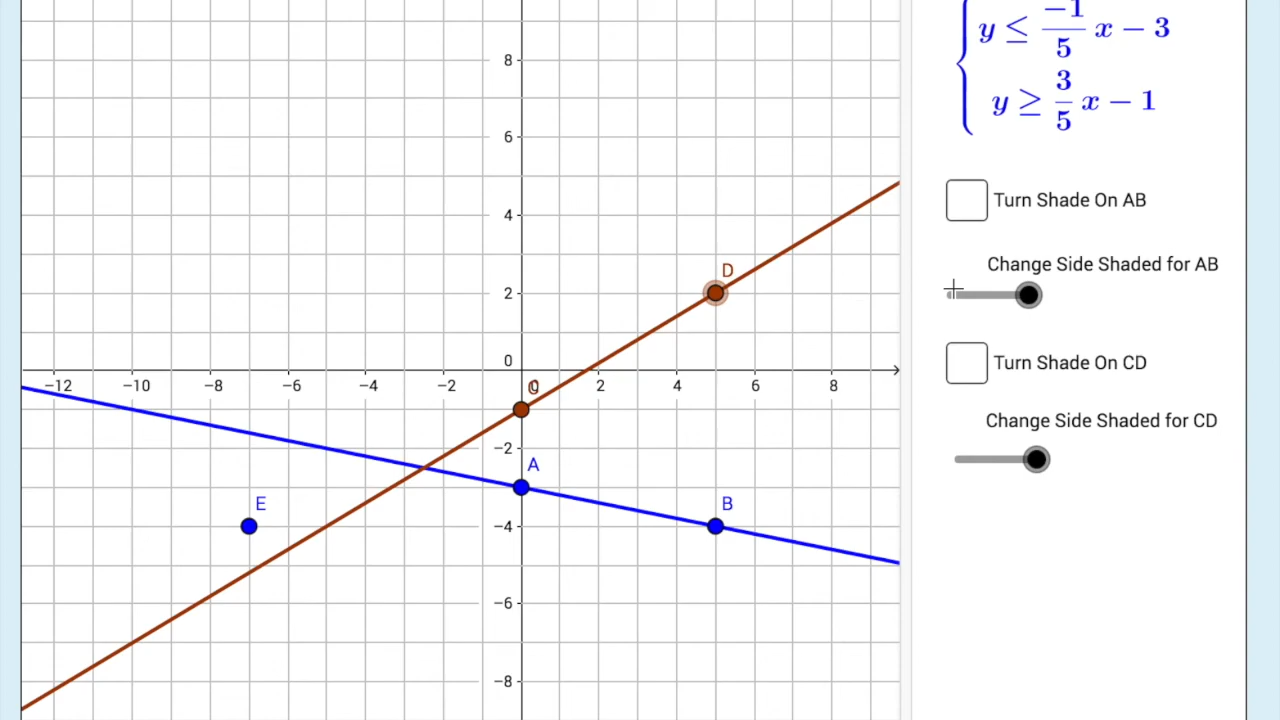 y ≤ −1/5 x − 3
y ≥ 3/5 x − 1
Turn Shade On AB
Change Side Shaded for AB
Turn Shade On CD
Change Side Shaded for CD
8
6
4
D
2
0
−12 −10 −8 −6 −4 −2 0 2 4 6 8
C
−2
A
E
B
−4
−6
−8